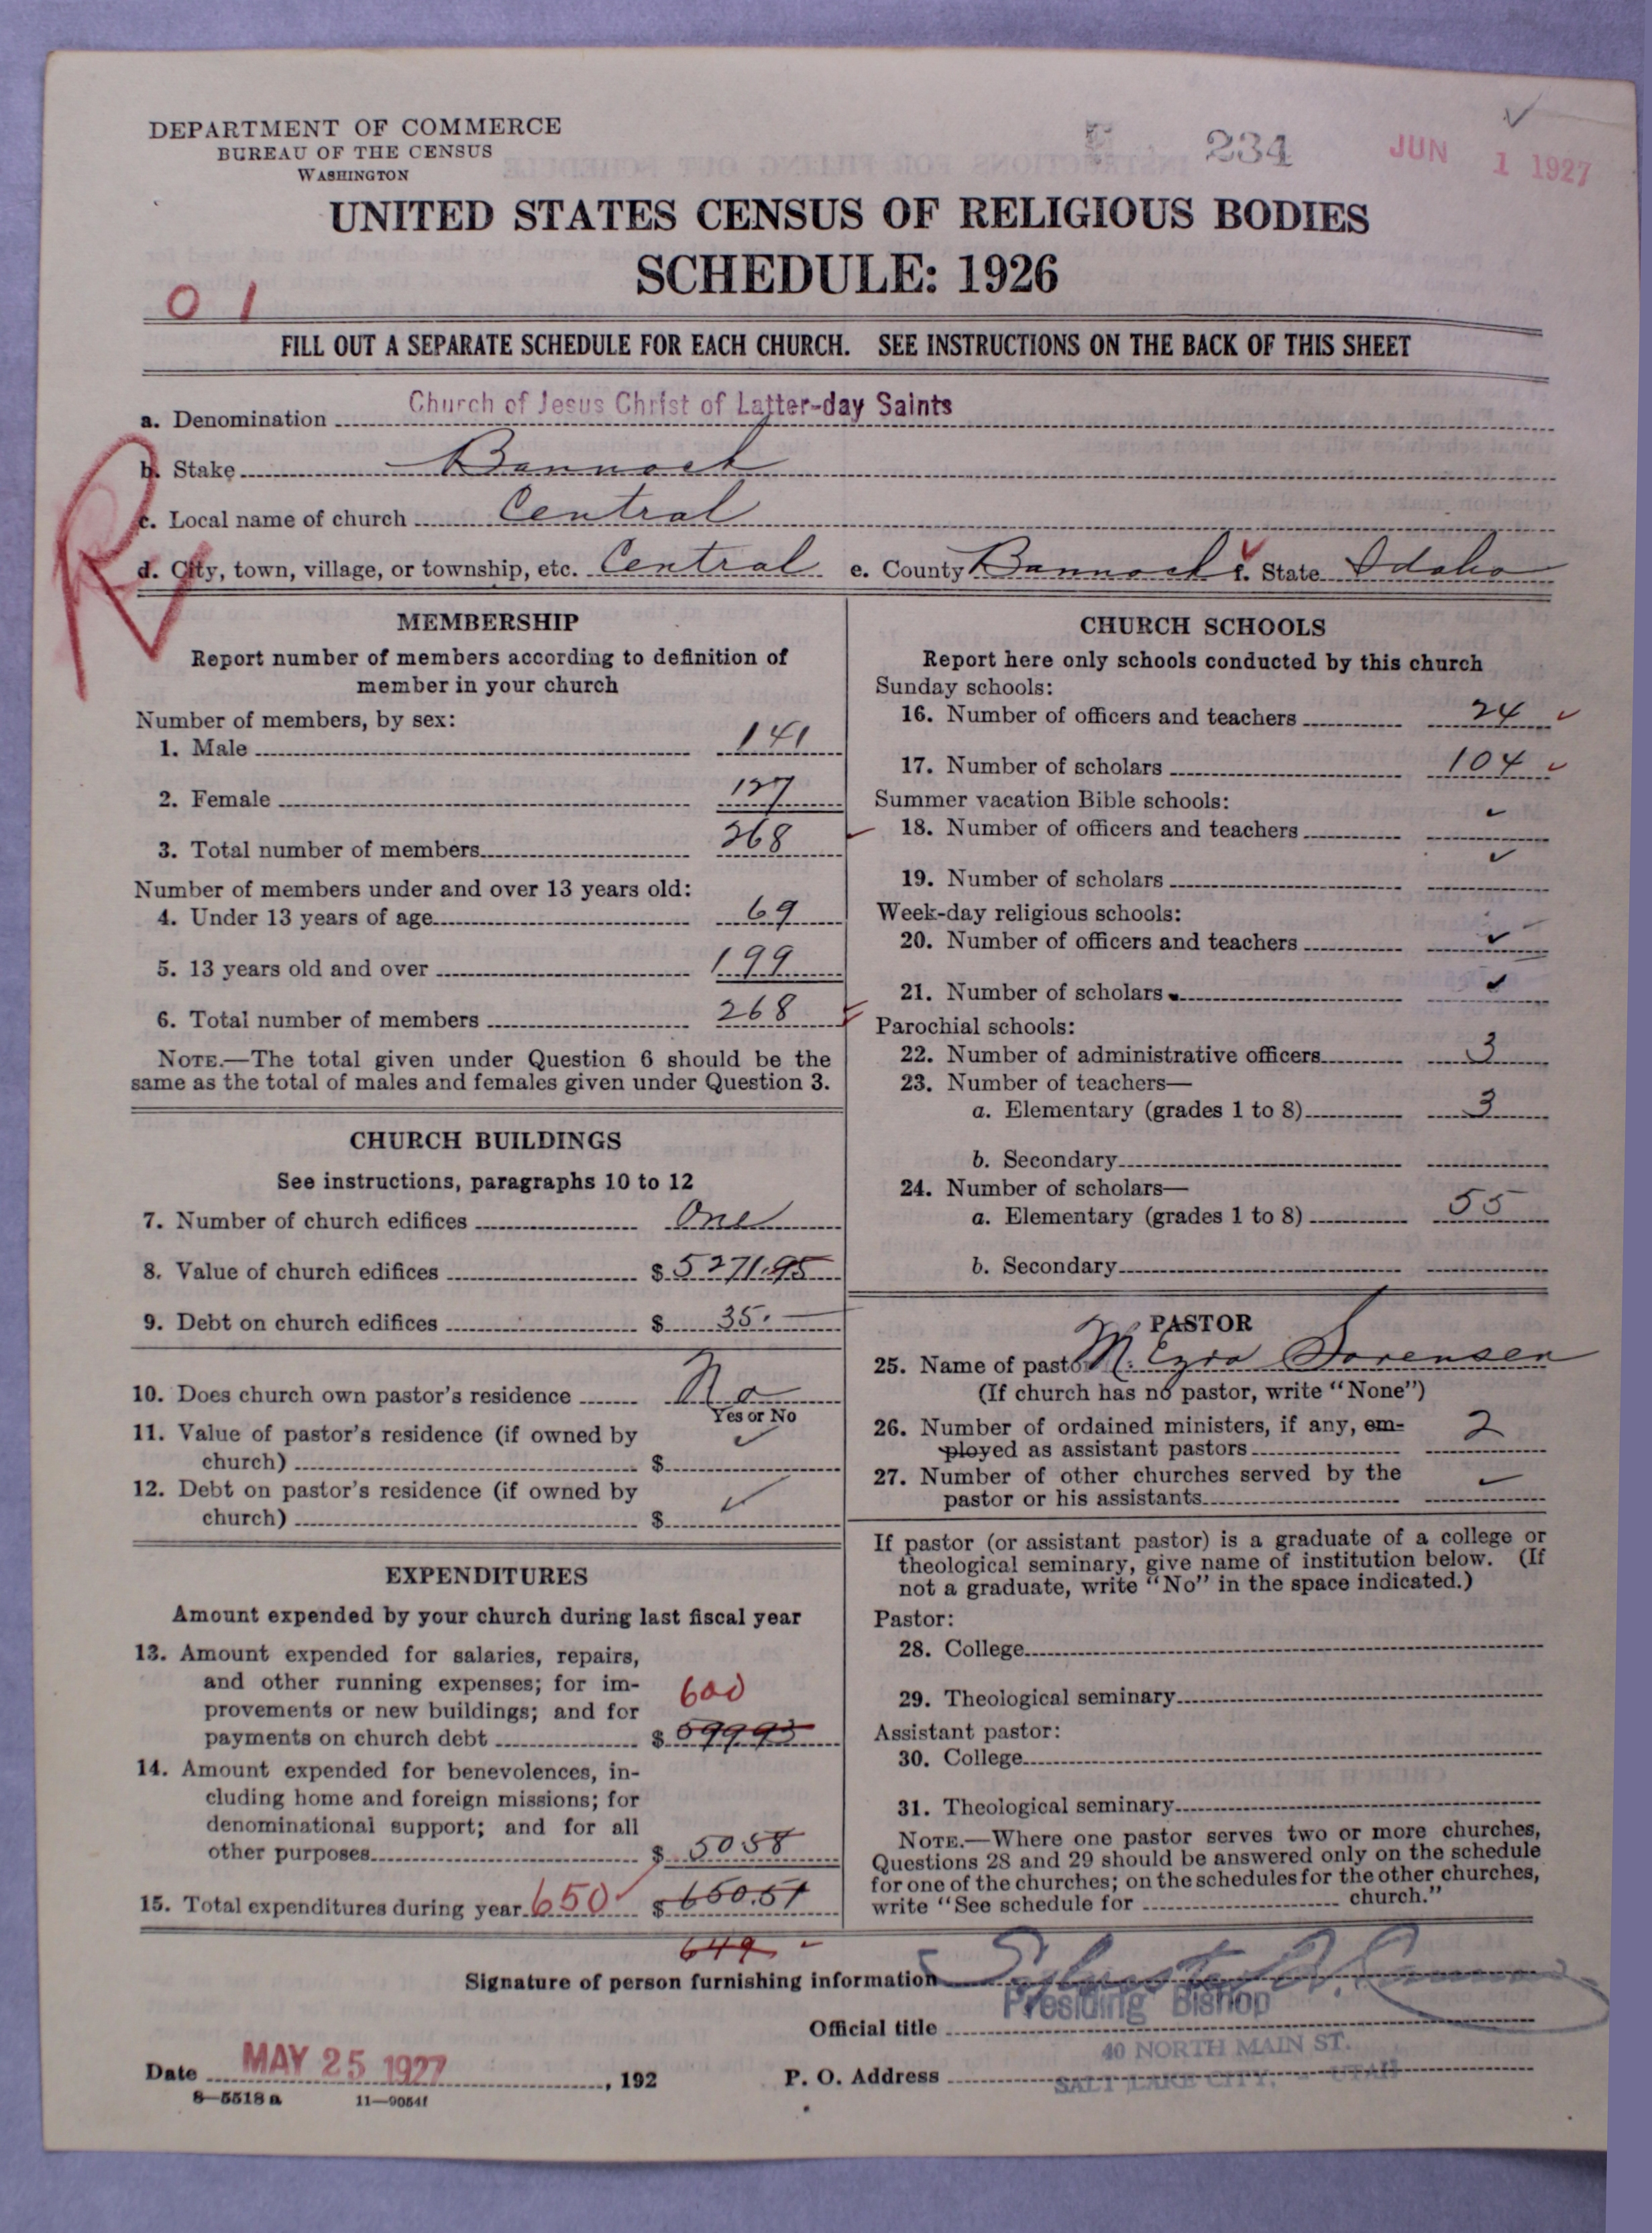 DEPARTMENT OF COMMERCE
BUREAU OF THE CENSUS
WASHINGTON
234
JUN 1 1927
UNITED STATES CENSUS OF RELIGIOUS BODIES
SCHEDULE: 1926
0 1
FILL OUT A SEPARATE SCHEDULE FOR EACH CHURCH. SEE INSTRUCTIONS ON THE BACK OF THIS SHEET
a. Denomination Church of Jesus Christ of Latter-day Saints
b. Stake Bannock
R
c. Local name of church Central
d. City, town, village, or township, etc. Central e. County Bannock f. State Idaho
MEMBERSHIP
Report number of members according to definition of
member in your church
Number of members, by sex:
1. Male 141
2. Female 127
3. Total number of members 268
Number of members under and over 13 years old:
4. Under 13 years of age 69
5. 13 years old and over 199
6. Total number of members 268
NOTE.—The total given under Question 6 should be the
same as the total of males and females given under Question 3.
CHURCH BUILDINGS
See instructions, paragraphs 10 to 12
7. Number of church edifices One
8. Value of church edifices $ 5271.95
9. Debt on church edifices $ 35.—
10. Does church own pastor's residence No
Yes or No
11. Value of pastor's residence (if owned by
church) $ ✓
12. Debt on pastor's residence (if owned by
church) $ ✓
EXPENDITURES
Amount expended by your church during last fiscal year
13. Amount expended for salaries, repairs,
and other running expenses; for im-
provements or new buildings; and for
600
payments on church debt $ 599.93
14. Amount expended for benevolences, in-
cluding home and foreign missions; for
denominational support; and for all
other purposes $ 5058
15. Total expenditures during year 650 $ 650.51
649
CHURCH SCHOOLS
Report here only schools conducted by this church
Sunday schools:
16. Number of officers and teachers 24 ✓
17. Number of scholars 104 ✓
Summer vacation Bible schools:
18. Number of officers and teachers ✓
19. Number of scholars ✓
Week-day religious schools:
20. Number of officers and teachers ✓
21. Number of scholars ✓
Parochial schools:
22. Number of administrative officers 3
23. Number of teachers—
a. Elementary (grades 1 to 8) 3
b. Secondary
24. Number of scholars—
a. Elementary (grades 1 to 8) 55
b. Secondary
PASTOR
25. Name of pastor M. Ezra Sorensen
(If church has no pastor, write "None")
26. Number of ordained ministers, if any, em-
ployed as assistant pastors 2
27. Number of other churches served by the
pastor or his assistants ✓
If pastor (or assistant pastor) is a graduate of a college or
theological seminary, give name of institution below. (If
not a graduate, write "No" in the space indicated.)
Pastor:
28. College
29. Theological seminary
Assistant pastor:
30. College
31. Theological seminary
NOTE.—Where one pastor serves two or more churches,
Questions 28 and 29 should be answered only on the schedule
for one of the churches; on the schedules for the other churches,
write "See schedule for church."
Signature of person furnishing information
Official title Presiding Bishop
Date MAY 25 1927, 192
P. O. Address 40 NORTH MAIN ST.
SALT LAKE CITY, - UTAH
8—5518 a 11—9054f